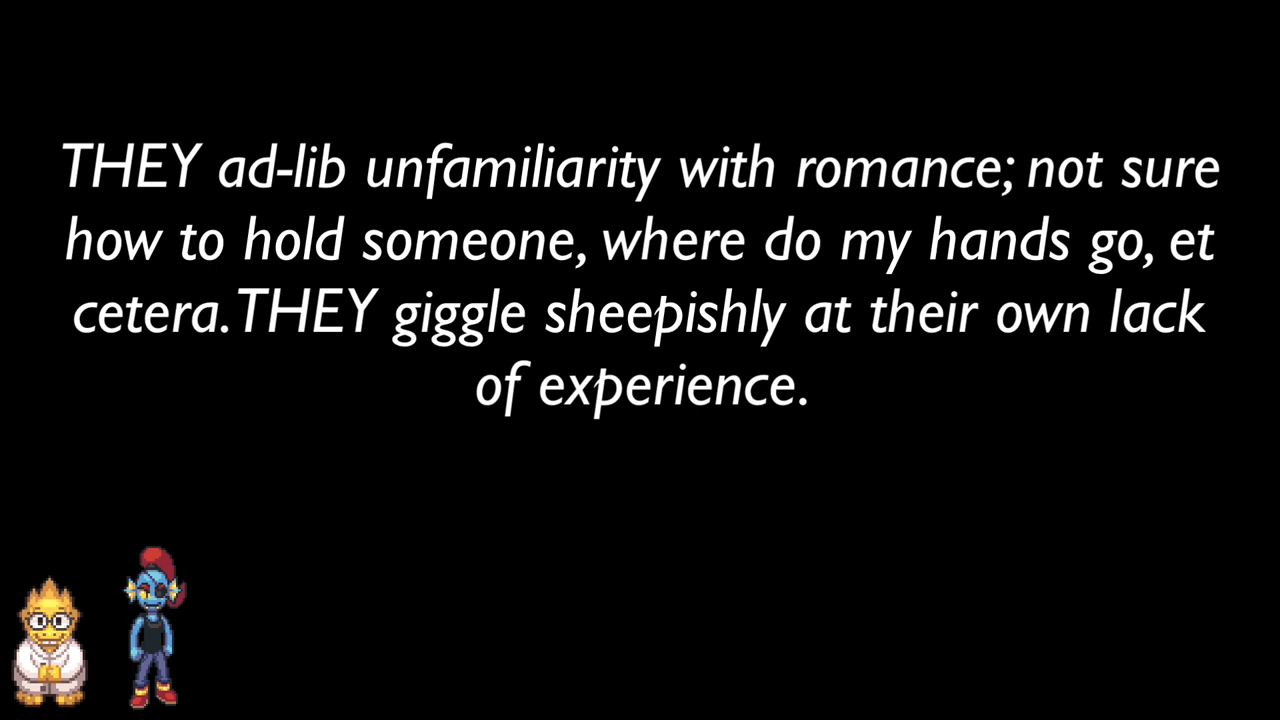 THEY ad-lib unfamiliarity with romance; not sure
how to hold someone, where do my hands go, et
cetera. THEY giggle sheepishly at their own lack
of experience.